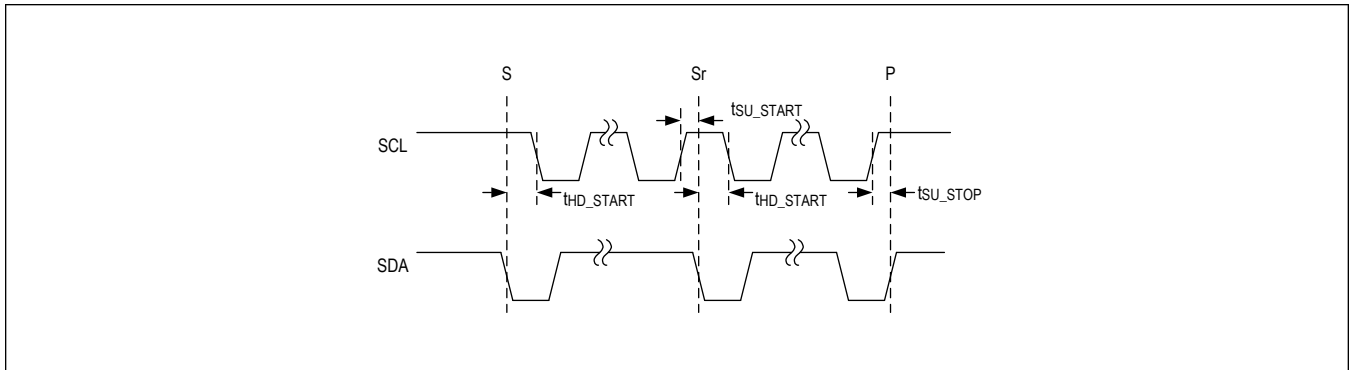 S Sr P
tSU_START
SCL
tHD_START tHD_START tSU_STOP
SDA